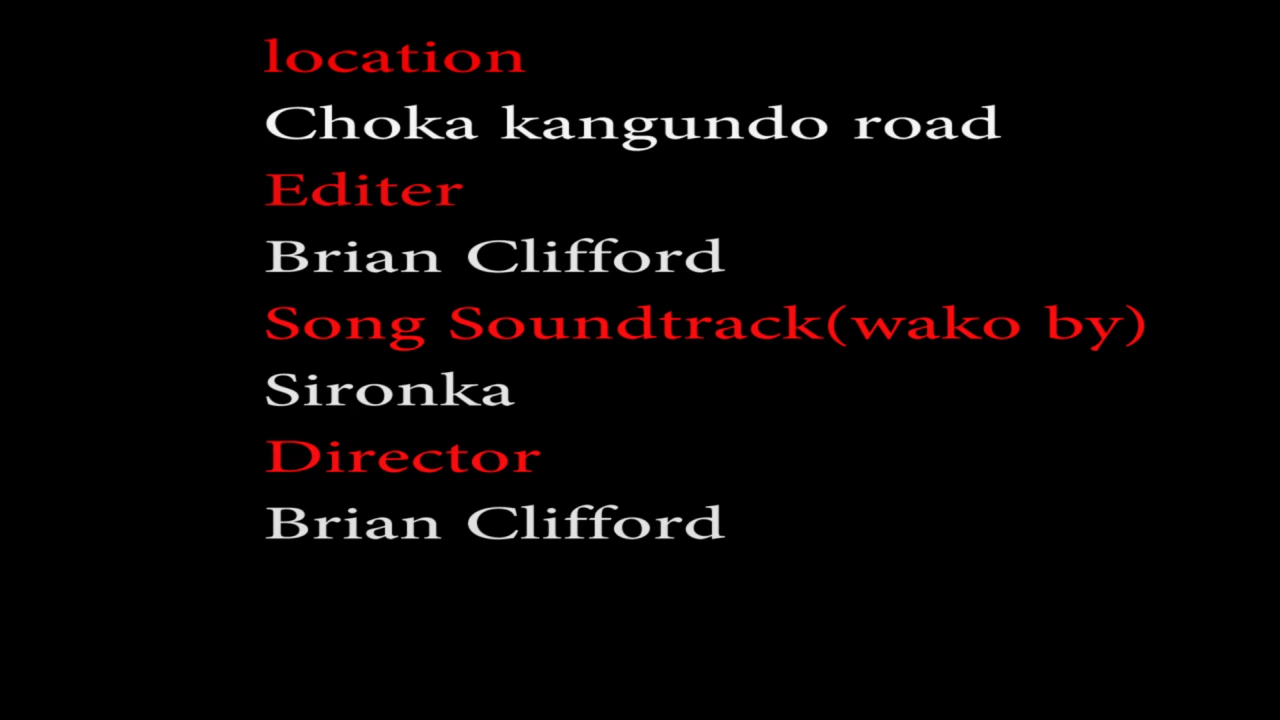 location
Choka kangundo road
Editer
Brian Clifford
Song Soundtrack(wako by)
Sironka
Director
Brian Clifford